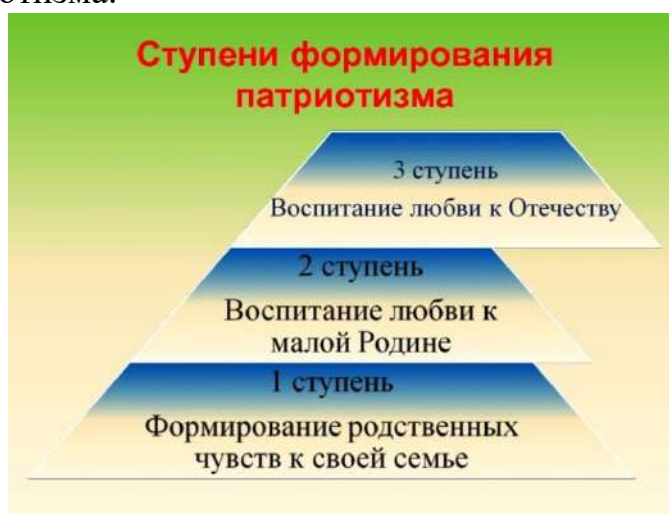 Ступени формирования
патриотизма
3 ступень
Воспитание любви к Отечеству
2 ступень
Воспитание любви к
малой Родине
1 ступень
Формирование родственных
чувств к своей семье